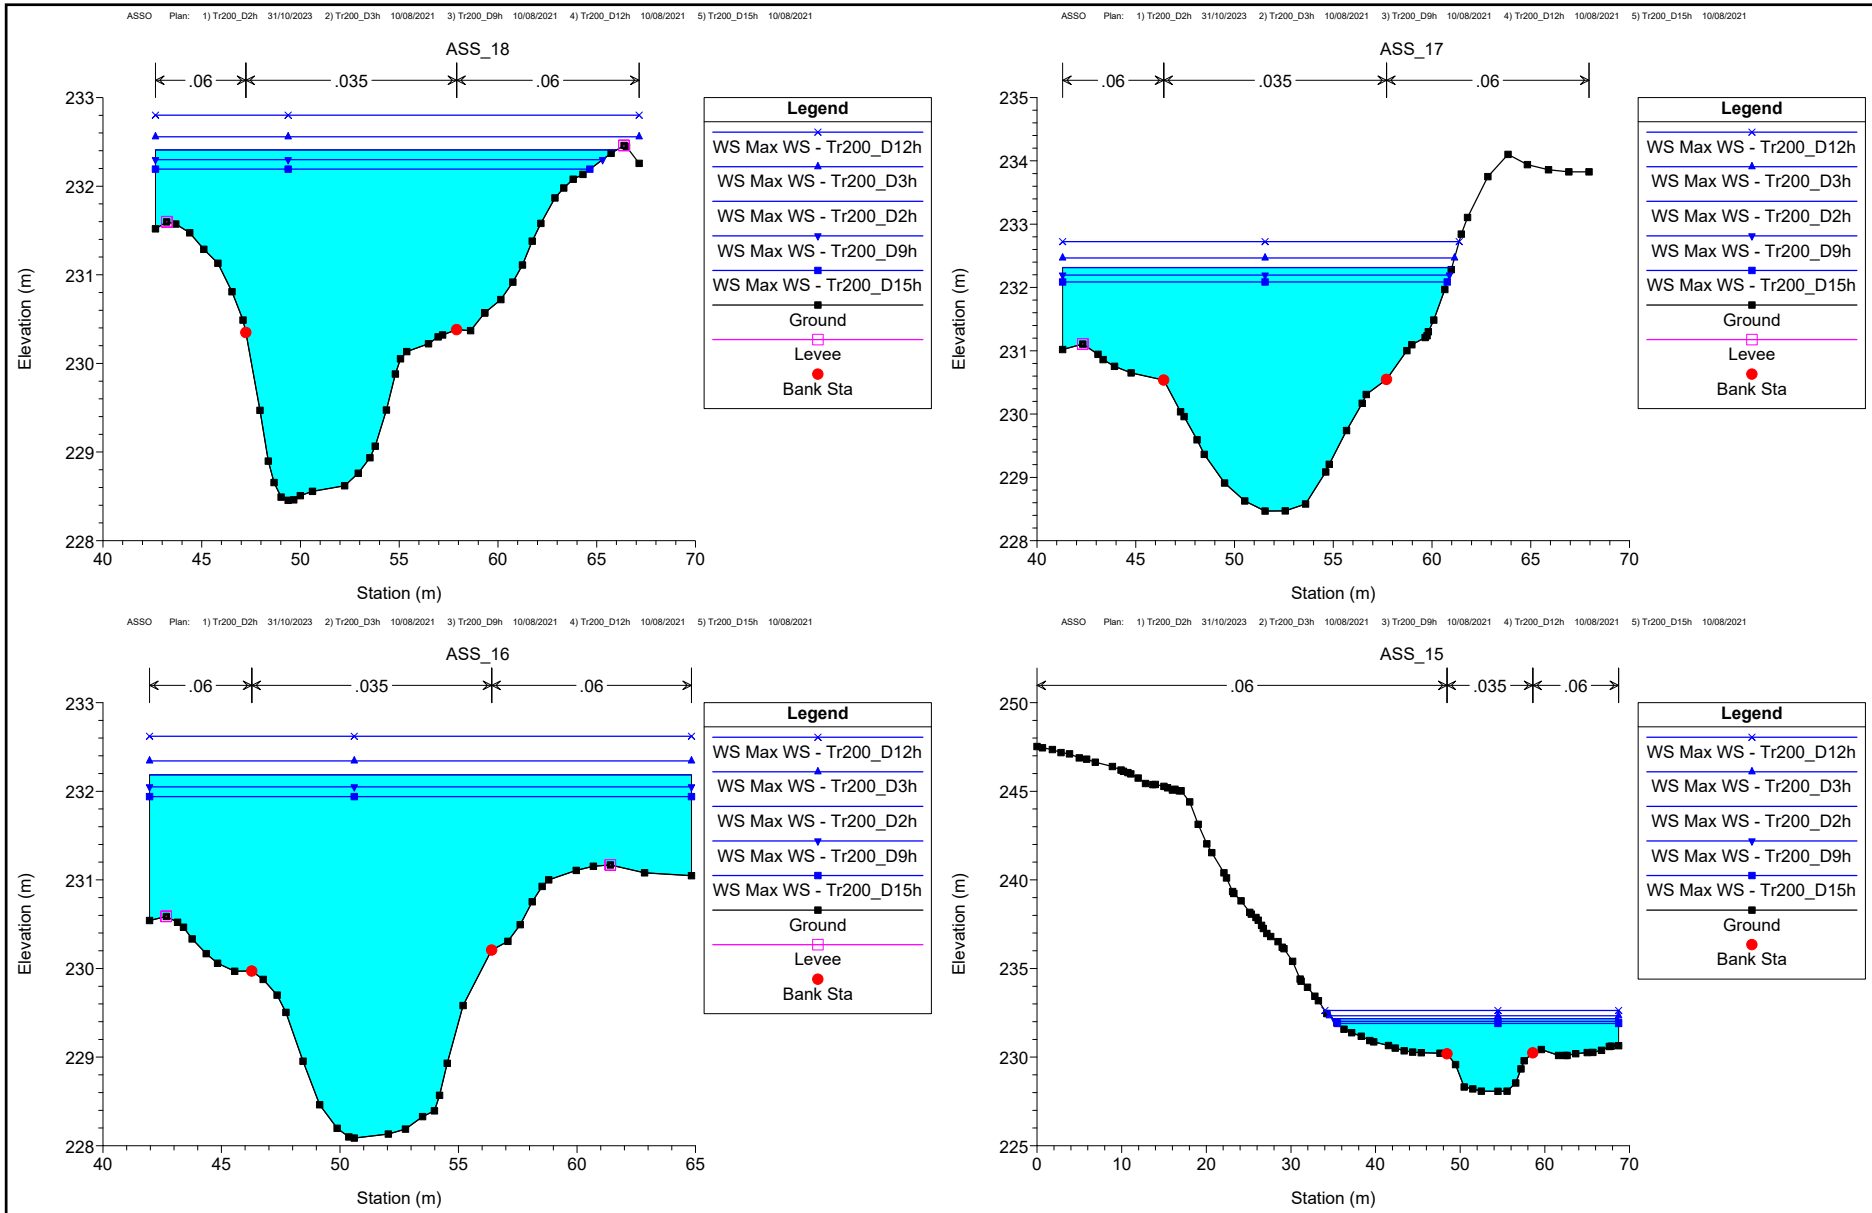 ASSO Plan: 1) Tr200_D2h 31/10/2023 2) Tr200_D3h 10/08/2021 3) Tr200_D9h 10/08/2021 4) Tr200_D12h 10/08/2021 5) Tr200_D15h 10/08/2021
ASS_18
.06 .035 .06
233
232
231
230
229
228
Elevation (m)
40 45 50 55 60 65 70
Station (m)
Legend
WS Max WS - Tr200_D12h
WS Max WS - Tr200_D3h
WS Max WS - Tr200_D2h
WS Max WS - Tr200_D9h
WS Max WS - Tr200_D15h
Ground
Levee
Bank Sta
ASSO Plan: 1) Tr200_D2h 31/10/2023 2) Tr200_D3h 10/08/2021 3) Tr200_D9h 10/08/2021 4) Tr200_D12h 10/08/2021 5) Tr200_D15h 10/08/2021
ASS_17
.06 .035 .06
235
234
233
232
231
230
229
228
Elevation (m)
40 45 50 55 60 65 70
Station (m)
Legend
WS Max WS - Tr200_D12h
WS Max WS - Tr200_D3h
WS Max WS - Tr200_D2h
WS Max WS - Tr200_D9h
WS Max WS - Tr200_D15h
Ground
Levee
Bank Sta
ASSO Plan: 1) Tr200_D2h 31/10/2023 2) Tr200_D3h 10/08/2021 3) Tr200_D9h 10/08/2021 4) Tr200_D12h 10/08/2021 5) Tr200_D15h 10/08/2021
ASS_16
.06 .035 .06
233
232
231
230
229
228
Elevation (m)
40 45 50 55 60 65
Station (m)
Legend
WS Max WS - Tr200_D12h
WS Max WS - Tr200_D3h
WS Max WS - Tr200_D2h
WS Max WS - Tr200_D9h
WS Max WS - Tr200_D15h
Ground
Levee
Bank Sta
ASSO Plan: 1) Tr200_D2h 31/10/2023 2) Tr200_D3h 10/08/2021 3) Tr200_D9h 10/08/2021 4) Tr200_D12h 10/08/2021 5) Tr200_D15h 10/08/2021
ASS_15
.06 .035 .06
250
245
240
235
230
225
Elevation (m)
0 10 20 30 40 50 60 70
Station (m)
Legend
WS Max WS - Tr200_D12h
WS Max WS - Tr200_D3h
WS Max WS - Tr200_D2h
WS Max WS - Tr200_D9h
WS Max WS - Tr200_D15h
Ground
Bank Sta